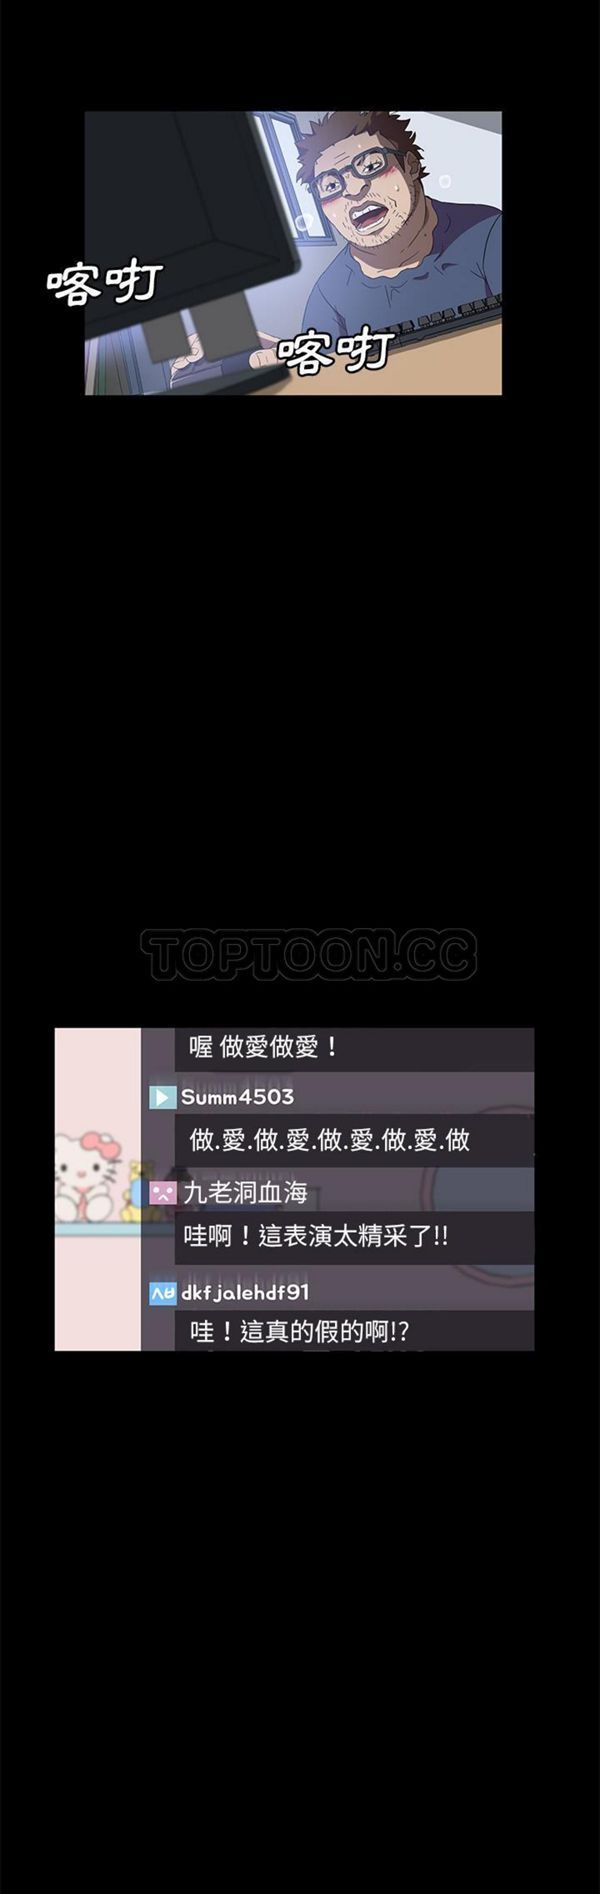 喀叮
喀叮
TOPTOON.CC
喔 做愛做愛！
Summ4503
做.愛.做.愛.做.愛.做.愛.做
九老洞血海
哇啊！這表演太精采了!!
dkfjalehdf91
哇！這真的假的啊!?